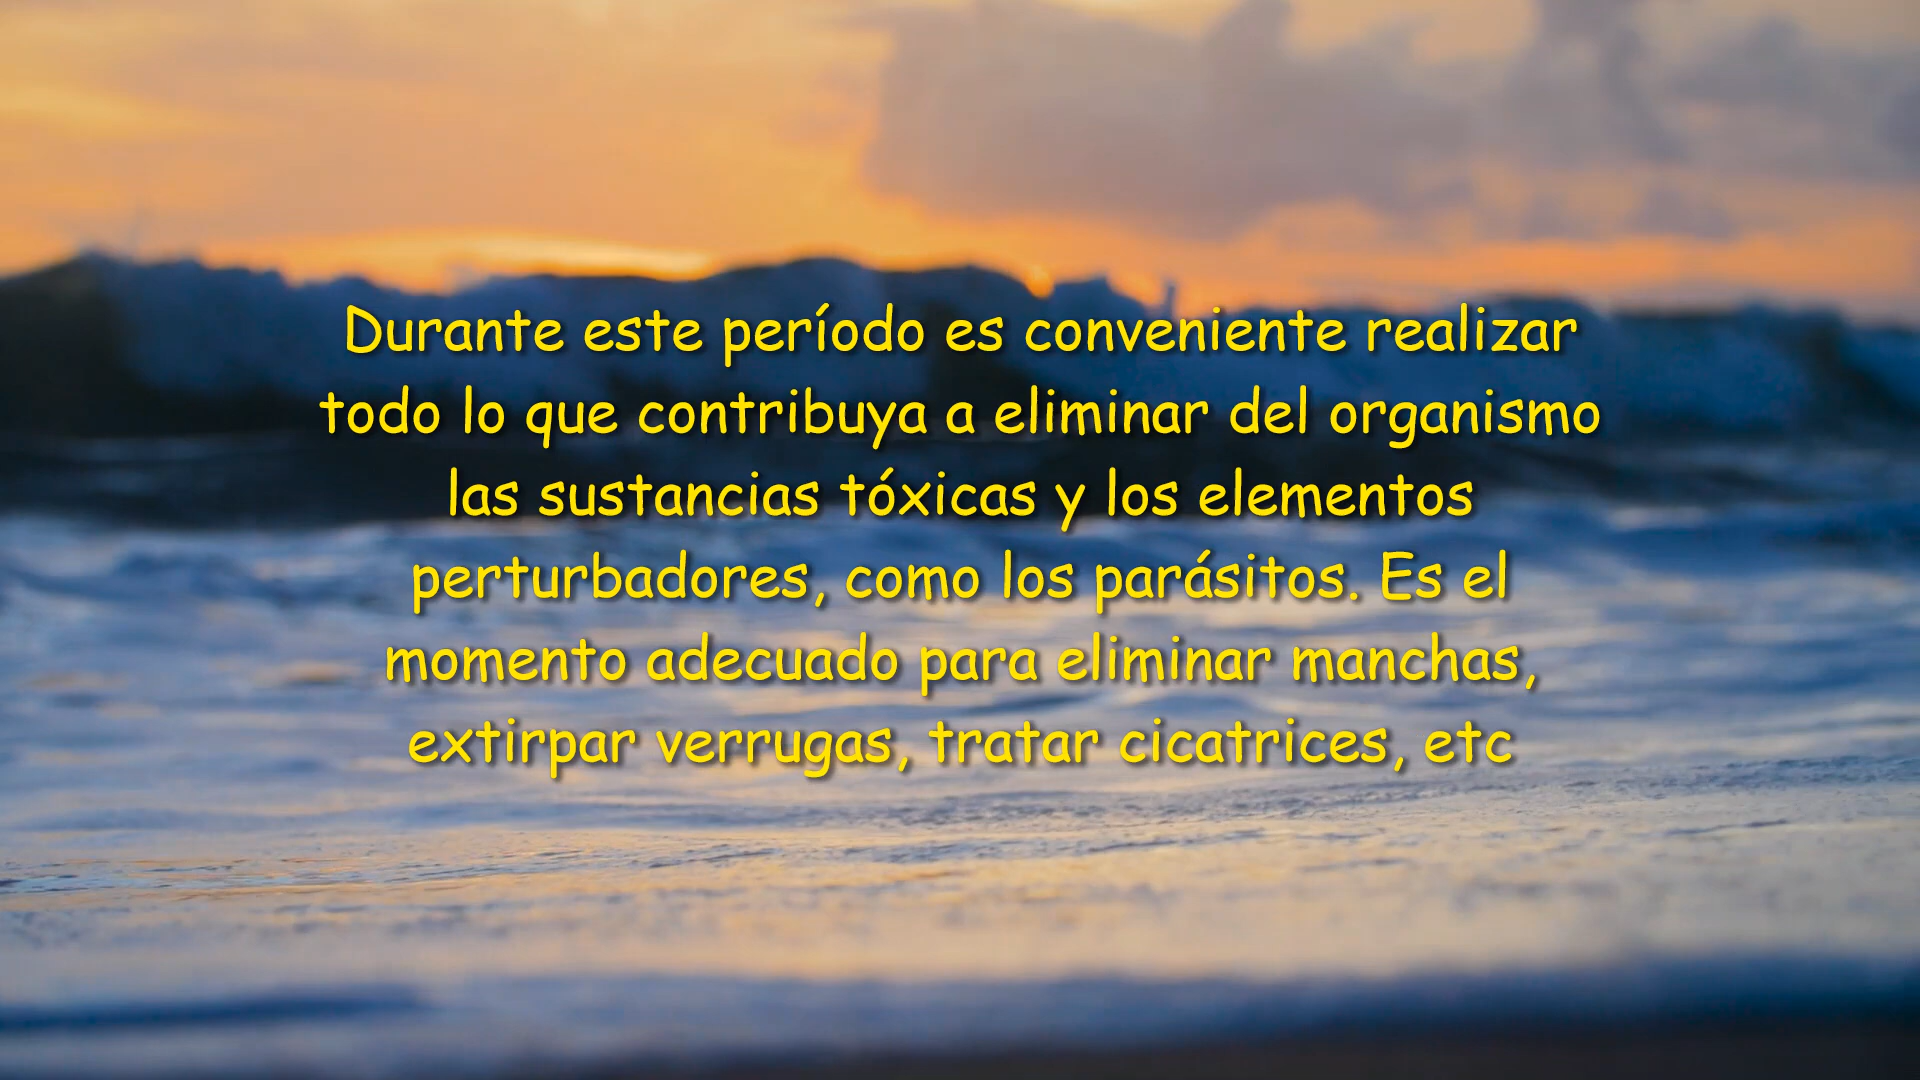 Durante este período es conveniente realizar
todo lo que contribuya a eliminar del organismo
las sustancias tóxicas y los elementos
perturbadores, como los parásitos. Es el
momento adecuado para eliminar manchas,
extirpar verrugas, tratar cicatrices, etc